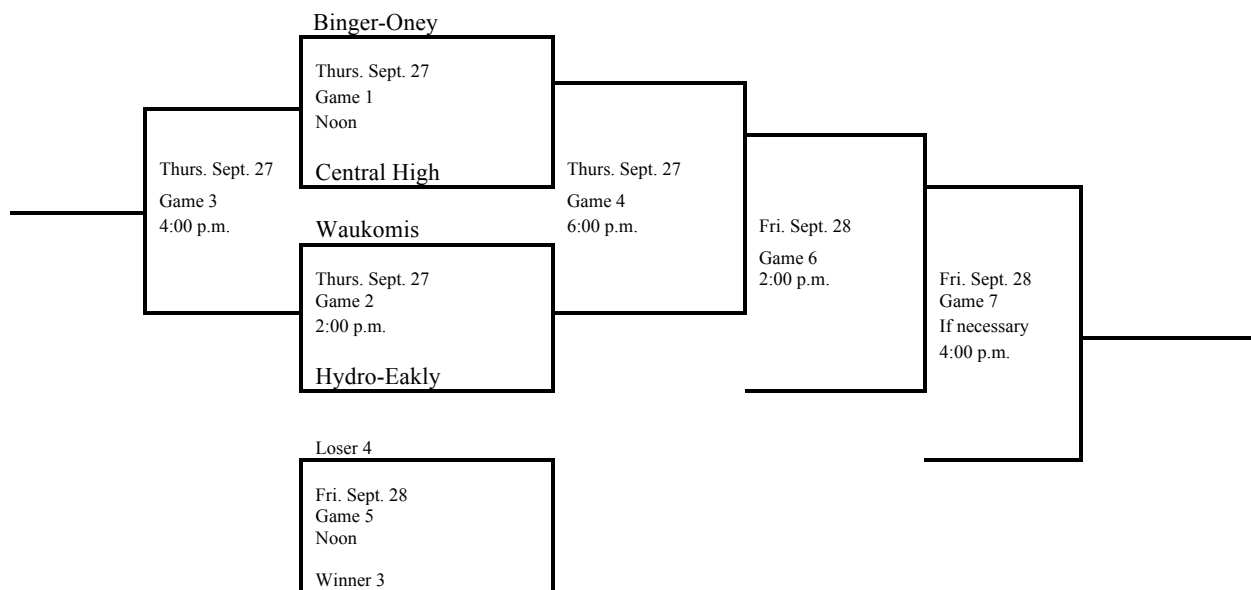 Binger-Oney
Thurs. Sept. 27
Game 1
Noon
Central High
Thurs. Sept. 27
Game 3
4:00 p.m.
Waukomis
Thurs. Sept. 27
Game 2
2:00 p.m.
Hydro-Eakly
Thurs. Sept. 27
Game 4
6:00 p.m.
Fri. Sept. 28
Game 6
2:00 p.m.
Fri. Sept. 28
Game 7
If necessary
4:00 p.m.
Loser 4
Fri. Sept. 28
Game 5
Noon
Winner 3